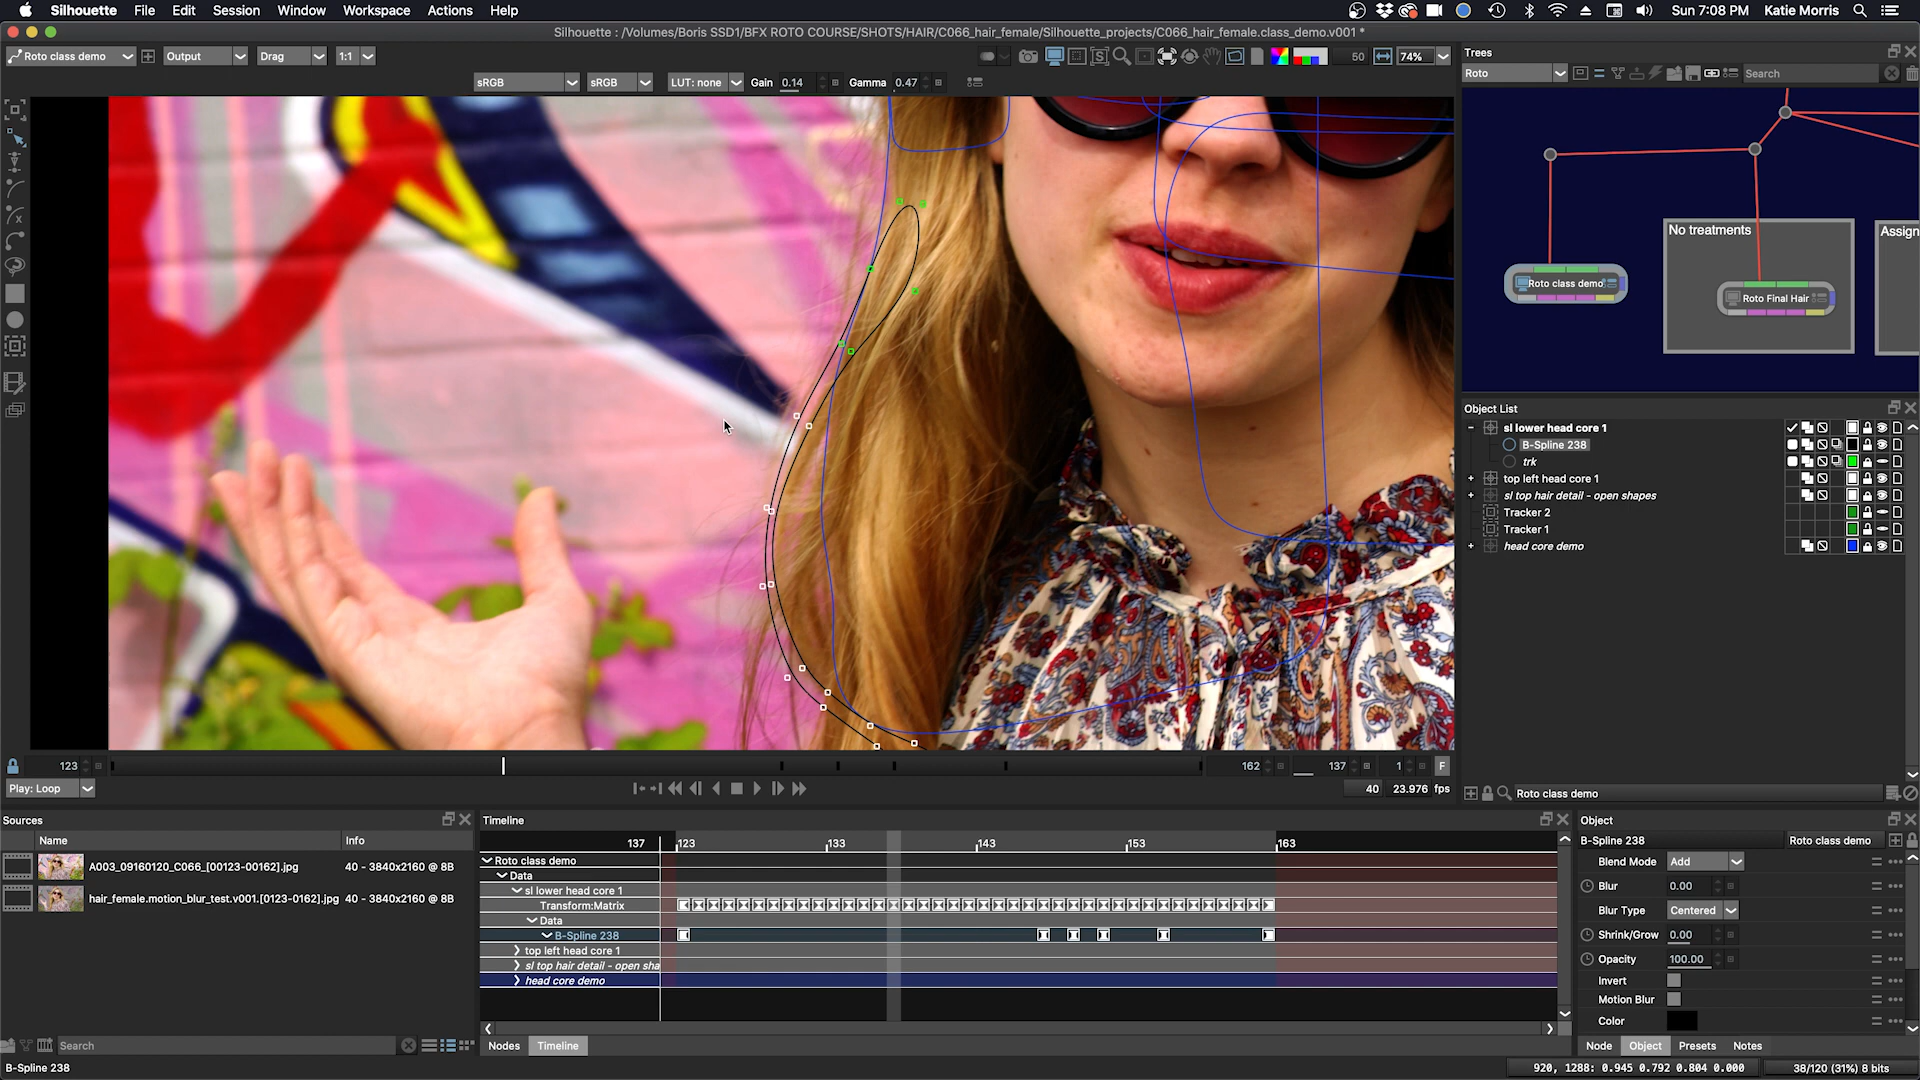 Silhouette File Edit Session Window Workspace Actions Help Sun 7:08 PM Katie Morris
Silhouette : /Volumes/Boris SSD1/BFX ROTO COURSE/SHOTS/HAIR/C066_hair_female/Silhouette_projects/C066_hair_female.class_demo.v001 *
Roto class demo Output Drag 1:1 50 74%
sRGB sRGB LUT: none Gain 0.14 Gamma 0.47
Trees
Roto Search
No treatments
Assign
Roto class demo
Roto Final Hair
Object List
sl lower head core 1
B-Spline 238
trk
top left head core 1
sl top hair detail - open shapes
Tracker 2
Tracker 1
head core demo
Roto class demo
123 162 137 1 F
Play: Loop 40 23.976 fps
Sources
Name Info
A003_09160120_C066_[00123-00162].jpg 40 - 3840x2160 @ 8B
hair_female.motion_blur_test.v001.[0123-0162].jpg 40 - 3840x2160 @ 8B
Search
B-Spline 238
Timeline
137 123 133 143 153 163
Roto class demo
Data
sl lower head core 1
Transform:Matrix
Data
B-Spline 238
top left head core 1
sl top hair detail - open sha
head core demo
Nodes Timeline
Object
B-Spline 238 Roto class demo
Blend Mode Add
Blur 0.00
Blur Type Centered
Shrink/Grow 0.00
Opacity 100.00
Invert
Motion Blur
Color
Node Object Presets Notes
920, 1288: 0.945 0.792 0.804 0.000 38/120 (31%) 8 bits